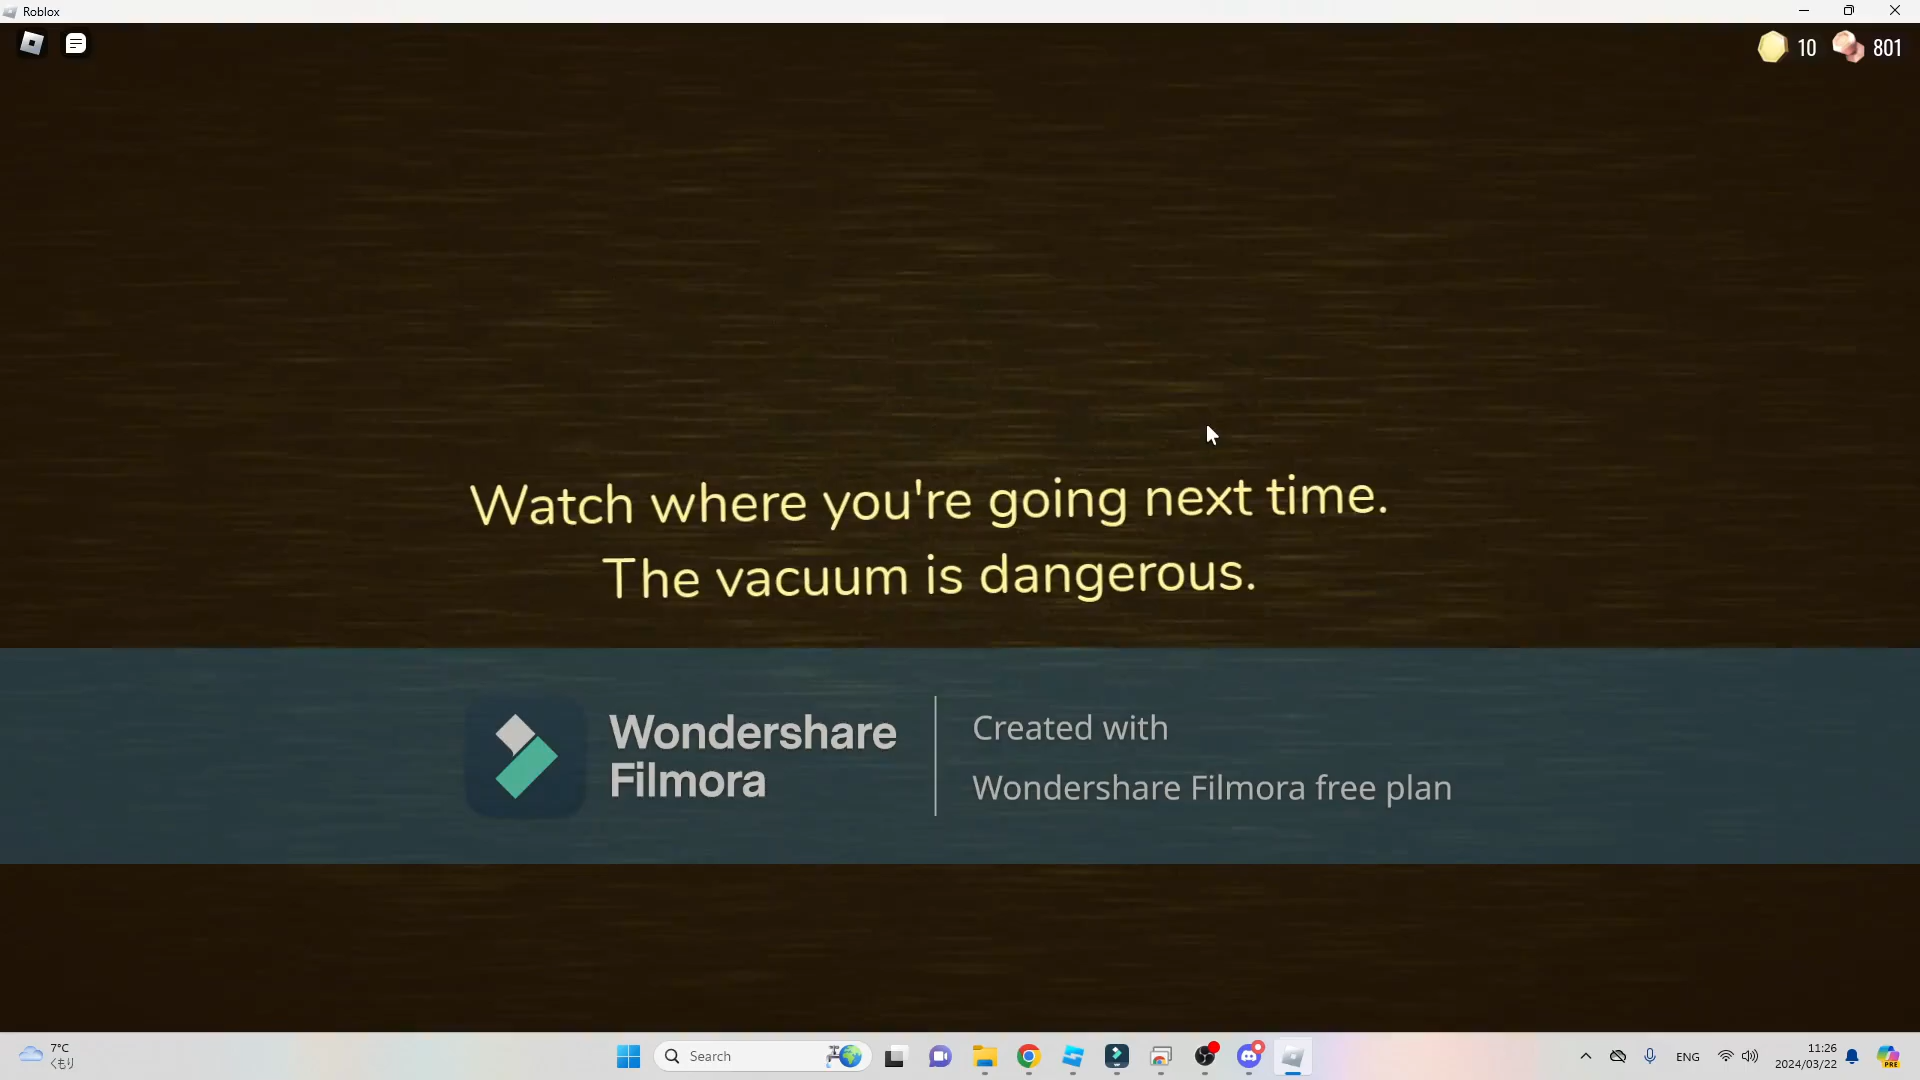 Roblox
10 801
Watch where you're going next time.
The vacuum is dangerous.
Wondershare
Filmora
Created with
Wondershare Filmora free plan
7°C
くもり
Search
ENG
11:26
2024/03/22
PRE